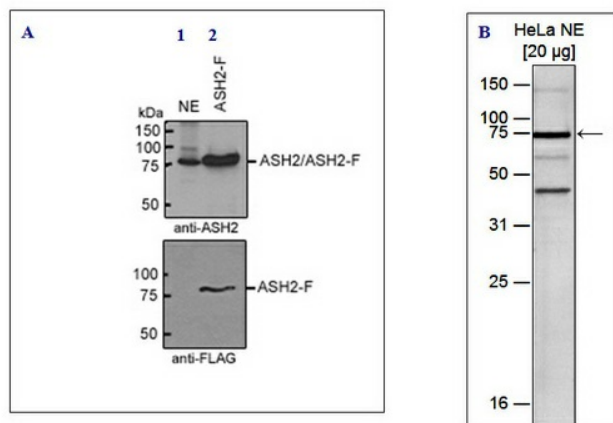 A
1 2
NE ASH2-F
kDa
150
100
75
ASH2/ASH2-F
50
anti-ASH2
100
75
ASH2-F
50
anti-FLAG
B
HeLa NE
[20 µg]
150
100
75
50
31
25
16